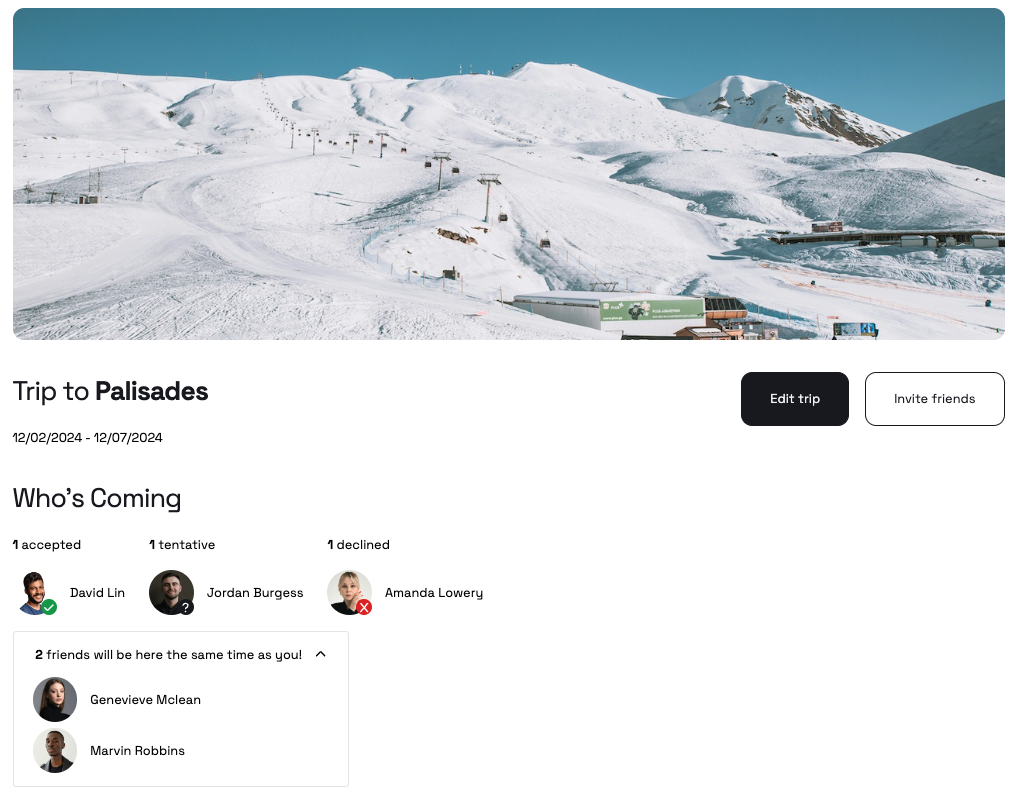 Trip to Palisades
Edit trip
Invite friends
12/02/2024 - 12/07/2024
Who's Coming
1 accepted
1 tentative
1 declined
David Lin
?
Jordan Burgess
X
Amanda Lowery
2 friends will be here the same time as you!
Genevieve Mclean
Marvin Robbins